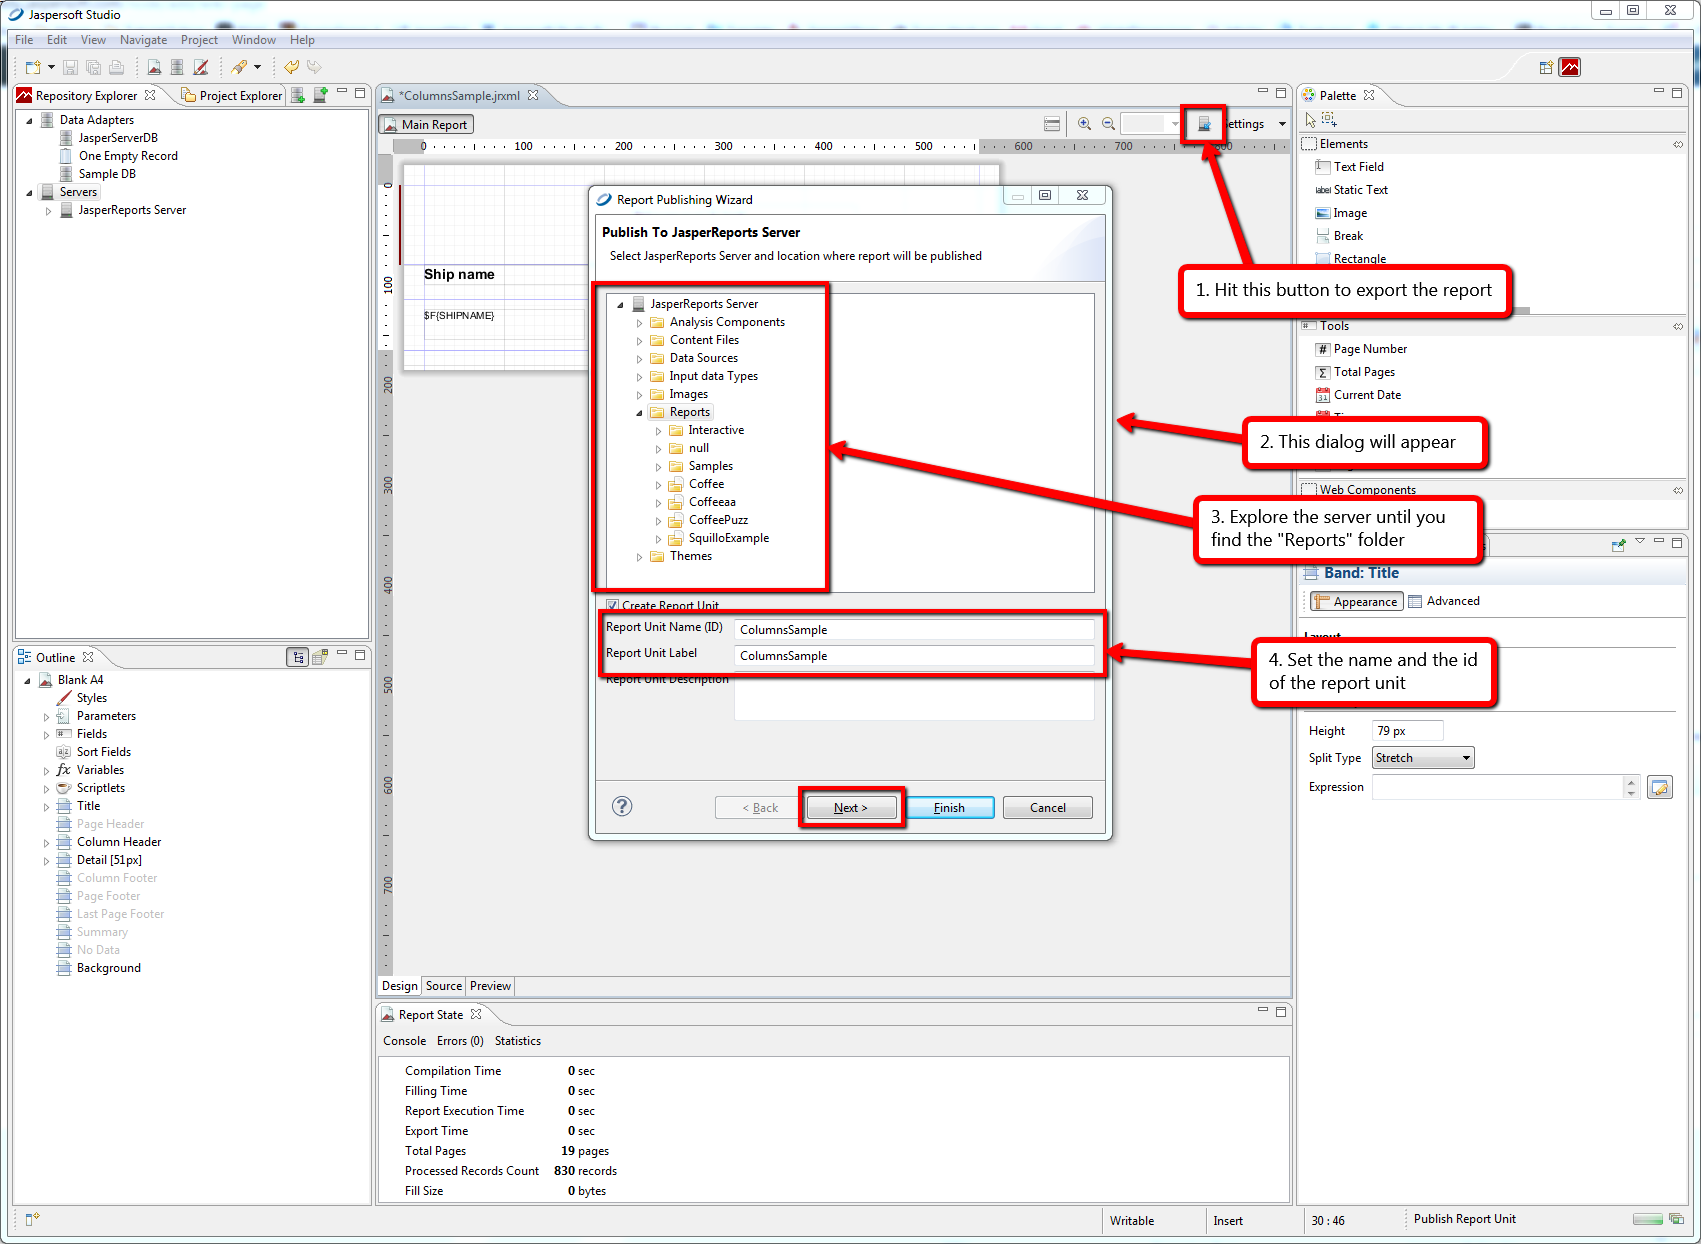 Jaspersoft Studio
File Edit View Navigate Project Window Help
Repository Explorer
Project Explorer
Data Adapters
JasperServerDB
One Empty Record
Sample DB
Servers
JasperReports Server
*ColumnsSample.jrxml
Main Report
ettings
0 100 200 300 400 500 600 700 800
0
100
200
300
400
500
600
700
Ship name
$F{SHIPNAME}
Report Publishing Wizard
Publish To JasperReports Server
Select JasperReports Server and location where report will be published
JasperReports Server
Analysis Components
Content Files
Data Sources
Input data Types
Images
Reports
Interactive
null
Samples
Coffee
Coffeeaa
CoffeePuzz
SquilloExample
Themes
Create Report Unit
Report Unit Name (ID) ColumnsSample
Report Unit Label ColumnsSample
Report Unit Description
< Back
Next >
Finish
Cancel
1. Hit this button to export the report
2. This dialog will appear
3. Explore the server until you
find the "Reports" folder
4. Set the name and the id
of the report unit
Palette
Elements
Text Field
label Static Text
Image
Break
Rectangle
Tools
# Page Number
Σ Total Pages
31 Current Date
Web Components
Band: Title
Appearance
Advanced
Layout
Height 79 px
Split Type Stretch
Expression
Outline
Blank A4
Styles
Parameters
Fields
Sort Fields
fx Variables
Scriptlets
Title
Page Header
Column Header
Detail [51px]
Column Footer
Page Footer
Last Page Footer
Summary
No Data
Background
Design Source Preview
Report State
Console Errors (0) Statistics
Compilation Time 0 sec
Filling Time 0 sec
Report Execution Time 0 sec
Export Time 0 sec
Total Pages 19 pages
Processed Records Count 830 records
Fill Size 0 bytes
Writable
Insert
30 : 46
Publish Report Unit